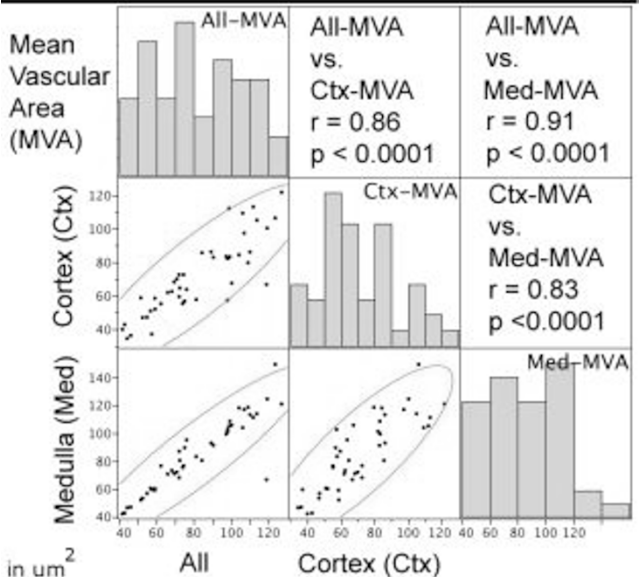 Mean
Vascular
Area
(MVA)
All-MVA
All-MVA
vs.
Ctx-MVA
r = 0.86
p < 0.0001
All-MVA
vs.
Med-MVA
r = 0.91
p < 0.0001
Cortex (Ctx)
120
100
80
60
40
Ctx-MVA
Ctx-MVA
vs.
Med-MVA
r = 0.83
p <0.0001
Medulla (Med)
140
120
100
80
60
40
Med-MVA
40 60 80 100 120
40 60 80 100 120
40 60 80 100 120
in um²
All
Cortex (Ctx)